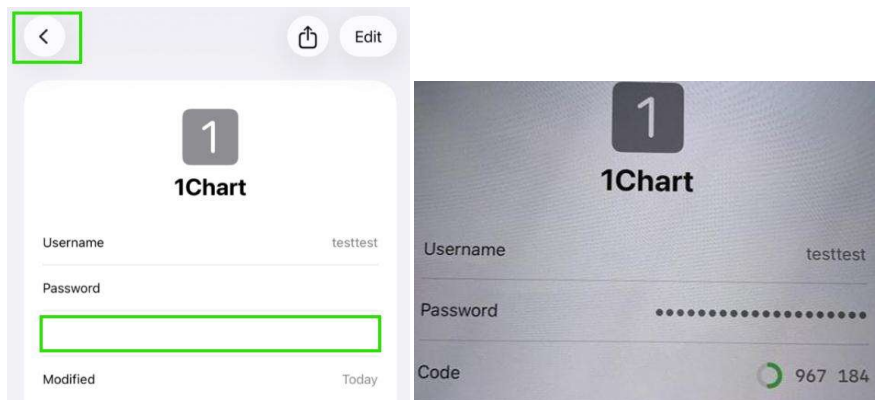 Edit
1
1Chart
Username testtest
Password
Modified Today
1
1Chart
Username testtest
Password ••••••••••••••••••••
Code 967 184